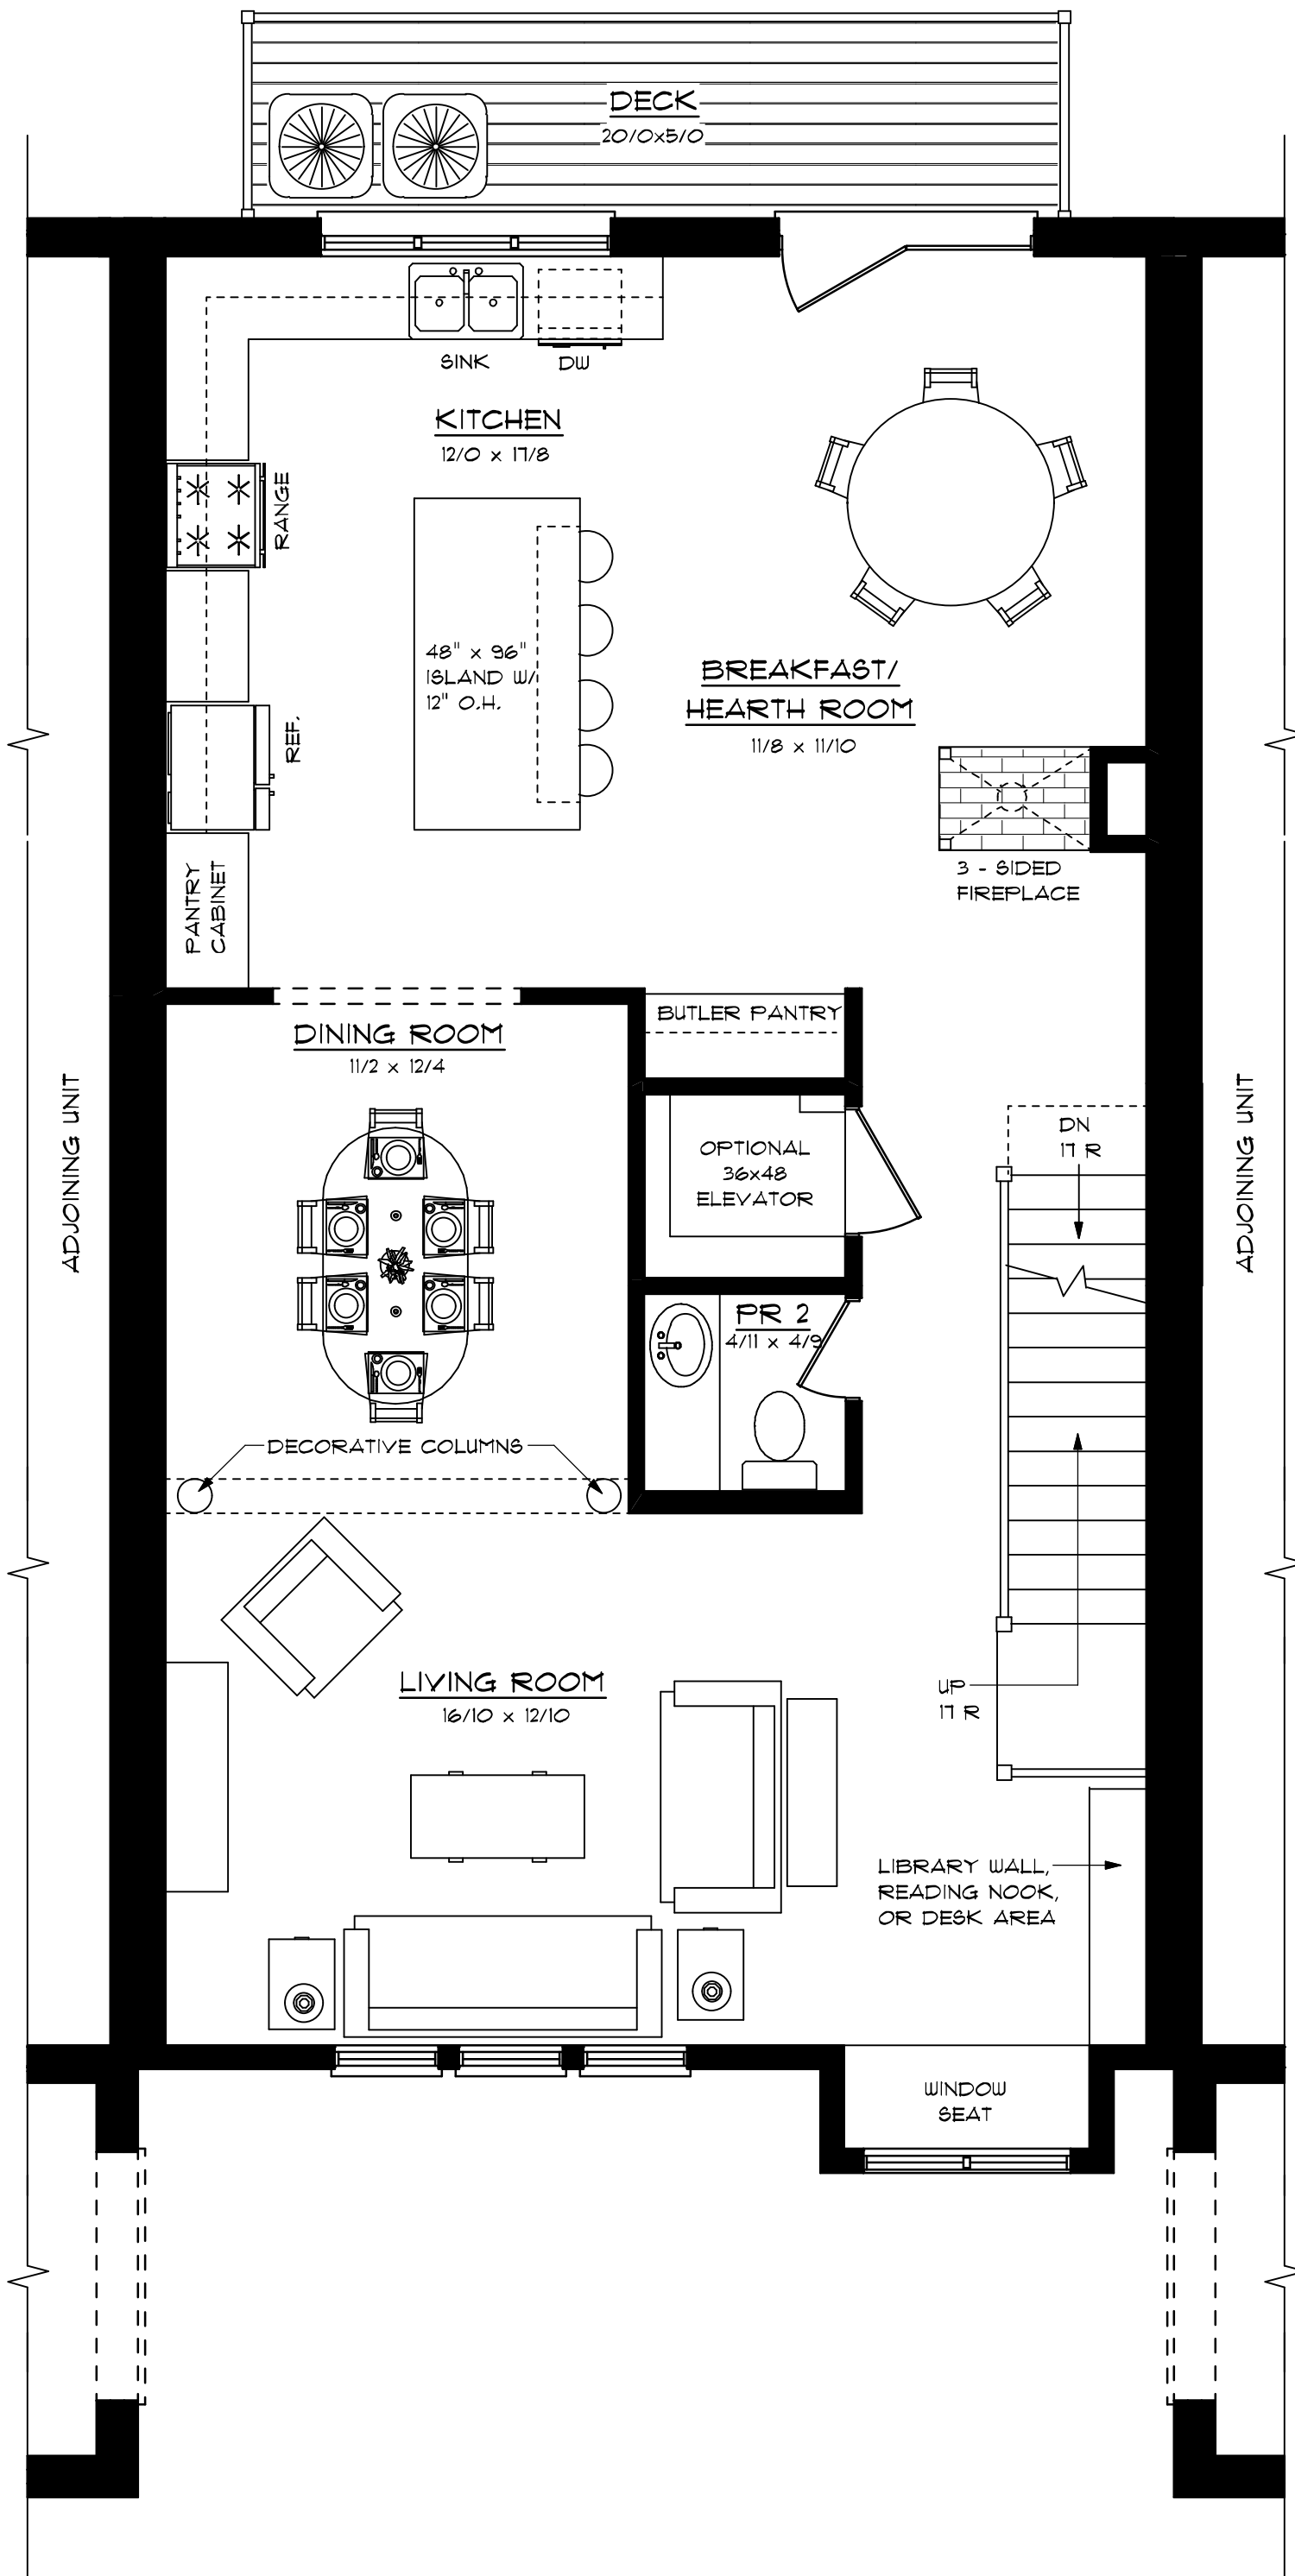 DECK
20/0x5/0
SINK
DW
KITCHEN
12/0 x 17/8
RANGE
48" x 96"
ISLAND W/
12" O.H.
REF.
BREAKFAST/
HEARTH ROOM
11/8 x 11/10
3 - SIDED
FIREPLACE
PANTRY
CABINET
BUTLER PANTRY
DINING ROOM
11/2 x 12/4
ADJOINING UNIT
ADJOINING UNIT
OPTIONAL
36x48
ELEVATOR
DN
17 R
PR 2
4/11 x 4/9
DECORATIVE COLUMNS
LIVING ROOM
16/10 x 12/10
UP
17 R
LIBRARY WALL,
READING NOOK,
OR DESK AREA
WINDOW
SEAT